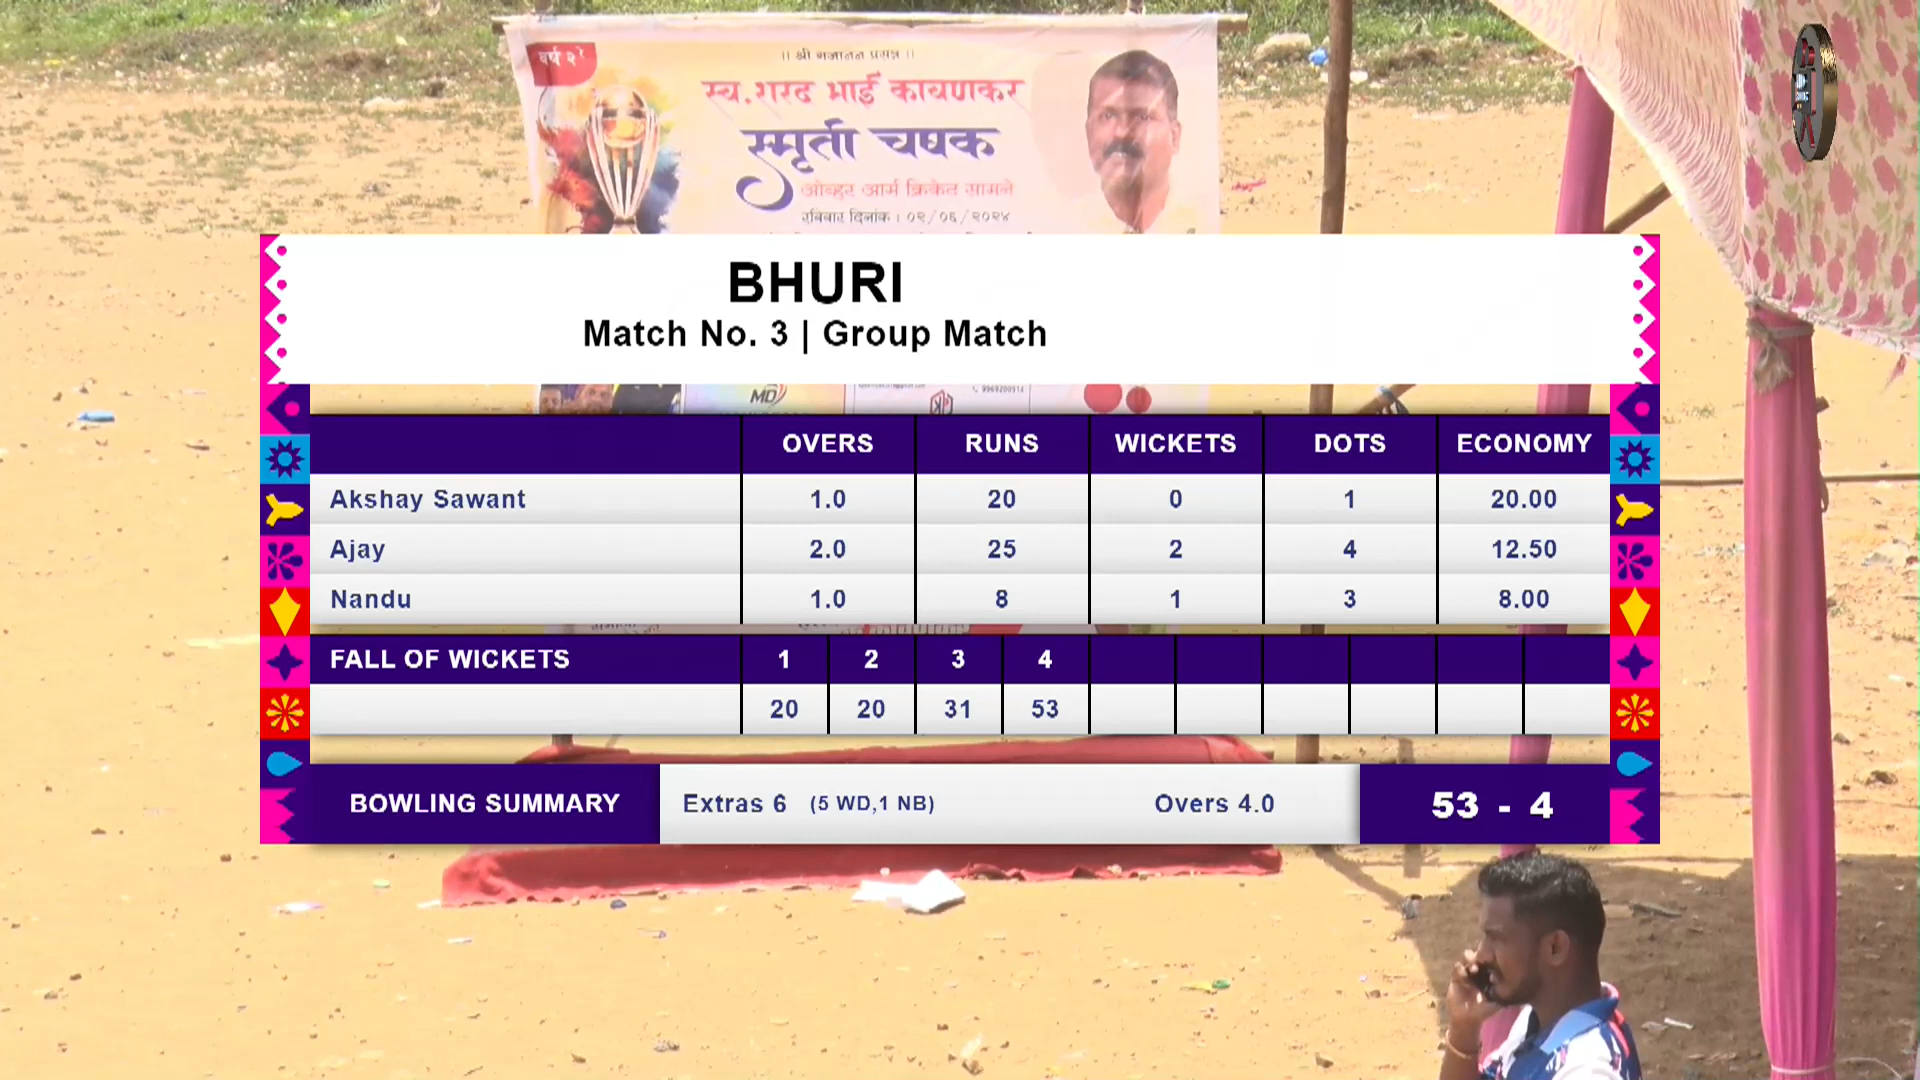 वर्ष २ रे
|| श्री गजानन प्रसन्न ||
स्व. शरद भाई कावणकर
स्मृती चषक
ओव्हर आर्म क्रिकेट सामने
रविवार दिनांक : ०२/०६/२०२४
BHURI
Match No. 3 | Group Match
MD
OVERS RUNS WICKETS DOTS ECONOMY
Akshay Sawant 1.0 20 0 1 20.00
Ajay 2.0 25 2 4 12.50
Nandu 1.0 8 1 3 8.00
FALL OF WICKETS 1 2 3 4
20 20 31 53
BOWLING SUMMARY Extras 6 (5 WD,1 NB) Overs 4.0 53 - 4